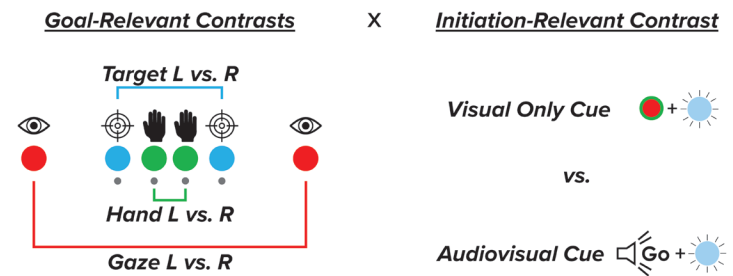 Goal-Relevant Contrasts x Initiation-Relevant Contrast
Target L vs. R
Hand L vs. R
Gaze L vs. R
Visual Only Cue +
vs.
Audiovisual Cue Go +